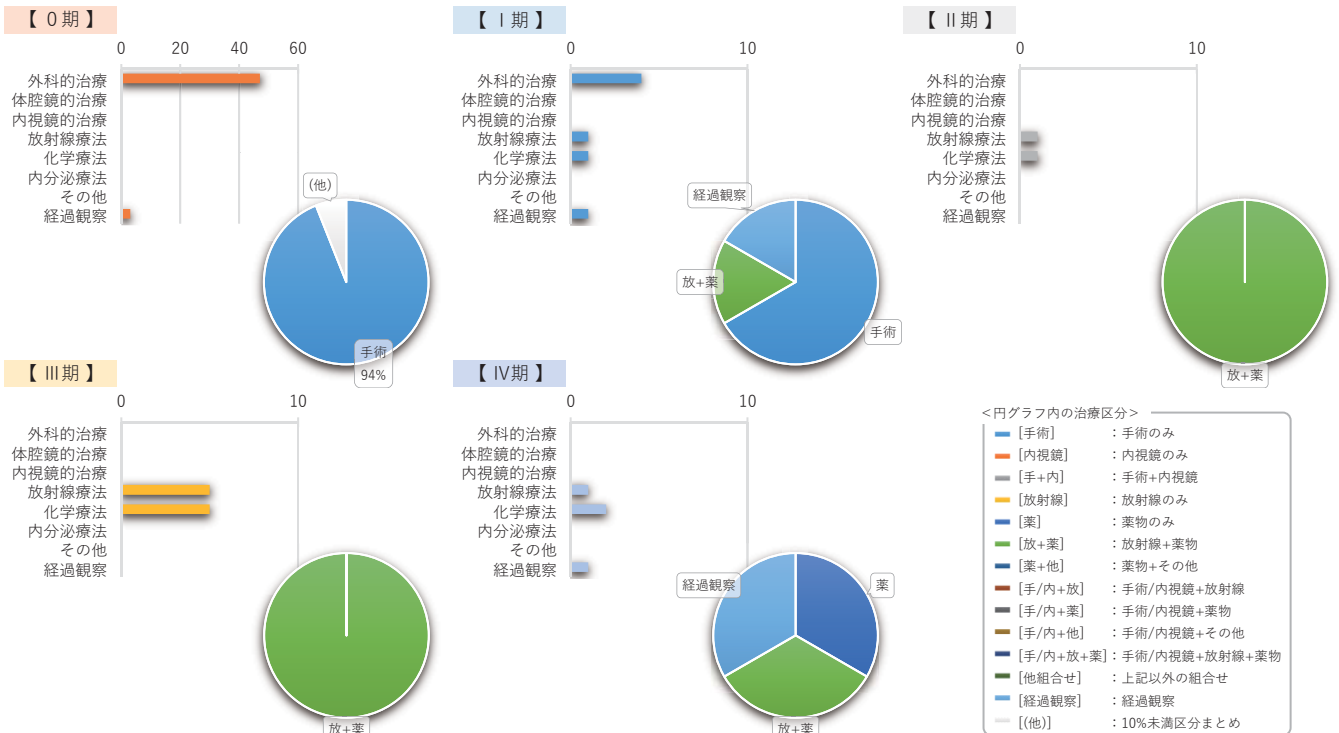 【 0期 】
0 20 40 60
外科的治療
体腔鏡的治療
内視鏡的治療
放射線療法
化学療法
内分泌療法
その他
経過観察
(他)
手術
94%
【 Ⅰ期 】
0 10
外科的治療
体腔鏡的治療
内視鏡的治療
放射線療法
化学療法
内分泌療法
その他
経過観察
経過観察
放+薬
手術
【 II期 】
0 10
外科的治療
体腔鏡的治療
内視鏡的治療
放射線療法
化学療法
内分泌療法
その他
経過観察
放+薬
【 III期 】
0 10
外科的治療
体腔鏡的治療
内視鏡的治療
放射線療法
化学療法
内分泌療法
その他
経過観察
放+薬
【 IV期 】
0 10
外科的治療
体腔鏡的治療
内視鏡的治療
放射線療法
化学療法
内分泌療法
その他
経過観察
経過観察
薬
放+薬
<円グラフ内の治療区分>
[手術] ：手術のみ
[内視鏡] ：内視鏡のみ
[手+内] ：手術+内視鏡
[放射線] ：放射線のみ
[薬] ：薬物のみ
[放+薬] ：放射線+薬物
[薬+他] ：薬物+その他
[手/内+放] ：手術/内視鏡+放射線
[手/内+薬] ：手術/内視鏡+薬物
[手/内+他] ：手術/内視鏡+その他
[手/内+放+薬]：手術/内視鏡+放射線+薬物
[他組合せ] ：上記以外の組合せ
[経過観察] ：経過観察
[(他)] ：10%未満区分まとめ